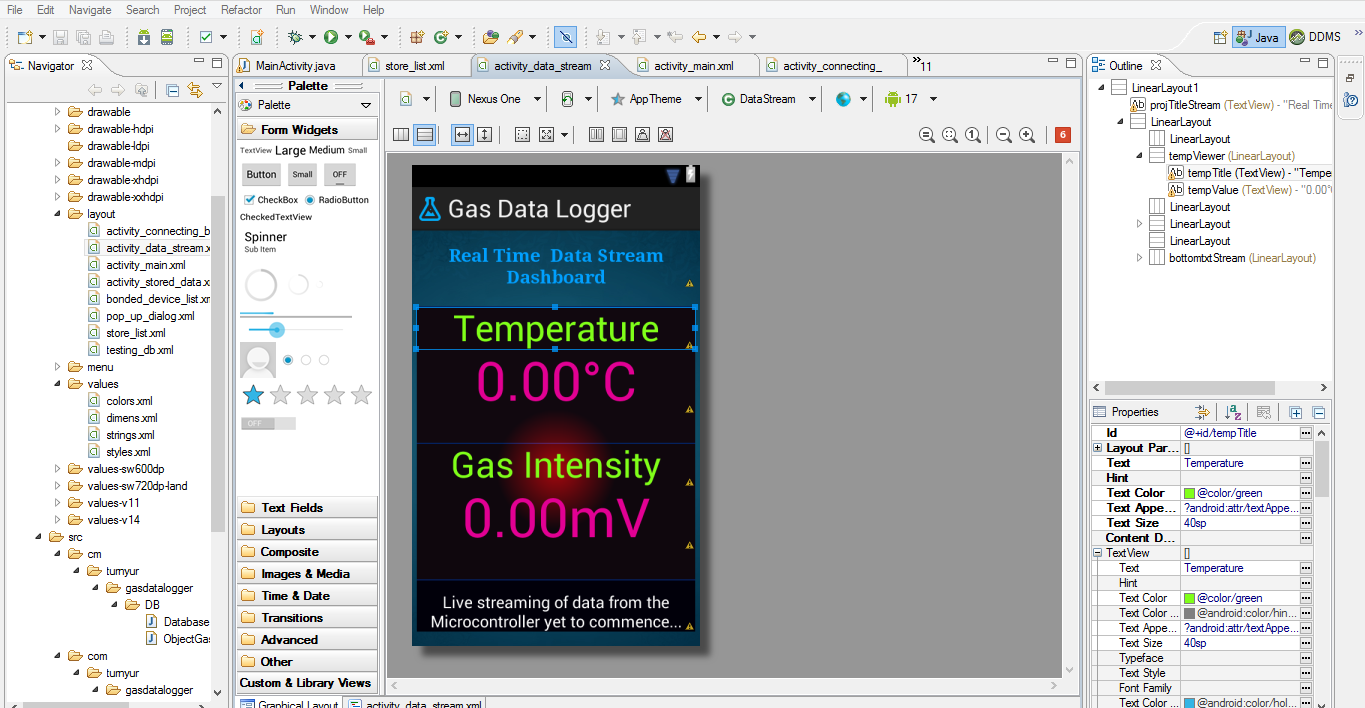 File Edit Navigate Search Project Refactor Run Window Help
Java DDMS »
Navigator
drawable
drawable-hdpi
drawable-ldpi
drawable-mdpi
drawable-xhdpi
drawable-xxhdpi
layout
activity_connecting_b
activity_data_stream.x
activity_main.xml
activity_stored_data.x
bonded_device_list.xm
pop_up_dialog.xml
store_list.xml
testing_db.xml
menu
values
colors.xml
dimens.xml
strings.xml
styles.xml
values-sw600dp
values-sw720dp-land
values-v11
values-v14
src
cm
tumyur
gasdatalogger
DB
Database
ObjectGas
com
tumyur
gasdatalogger
MainActivity.java store_list.xml activity_data_stream activity_main.xml activity_connecting_ »11
Palette
Palette
Form Widgets
TextView Large Medium Small
Button Small OFF
CheckBox RadioButton
CheckedTextView
Spinner
Sub Item
OFF
Text Fields
Layouts
Composite
Images & Media
Time & Date
Transitions
Advanced
Other
Custom & Library Views
Nexus One AppTheme DataStream 17
1 6
Gas Data Logger
Real Time Data Stream
Dashboard
Temperature
0.00°C
Gas Intensity
0.00mV
Live streaming of data from the
Microcontroller yet to commence...
Graphical Layout activity_data_stream.xml
Outline
LinearLayout1
projTitleStream (TextView) - "Real Time
LinearLayout
LinearLayout
tempViewer (LinearLayout)
tempTitle (TextView) - "Tempe
tempValue (TextView) - "0.00°
LinearLayout
LinearLayout
LinearLayout
bottomtxtStream (LinearLayout)
Properties
Id @+id/tempTitle
Layout Par... []
Text Temperature
Hint
Text Color @color/green
Text Appe... ?android:attr/textAppe...
Text Size 40sp
Content D...
TextView []
Text Temperature
Hint
Text Color @color/green
Text Color ... @android:color/hin...
Text Appe... ?android:attr/textAppe...
Text Size 40sp
Typeface
Text Style
Font Family
Text Color ... @android:color/hol...